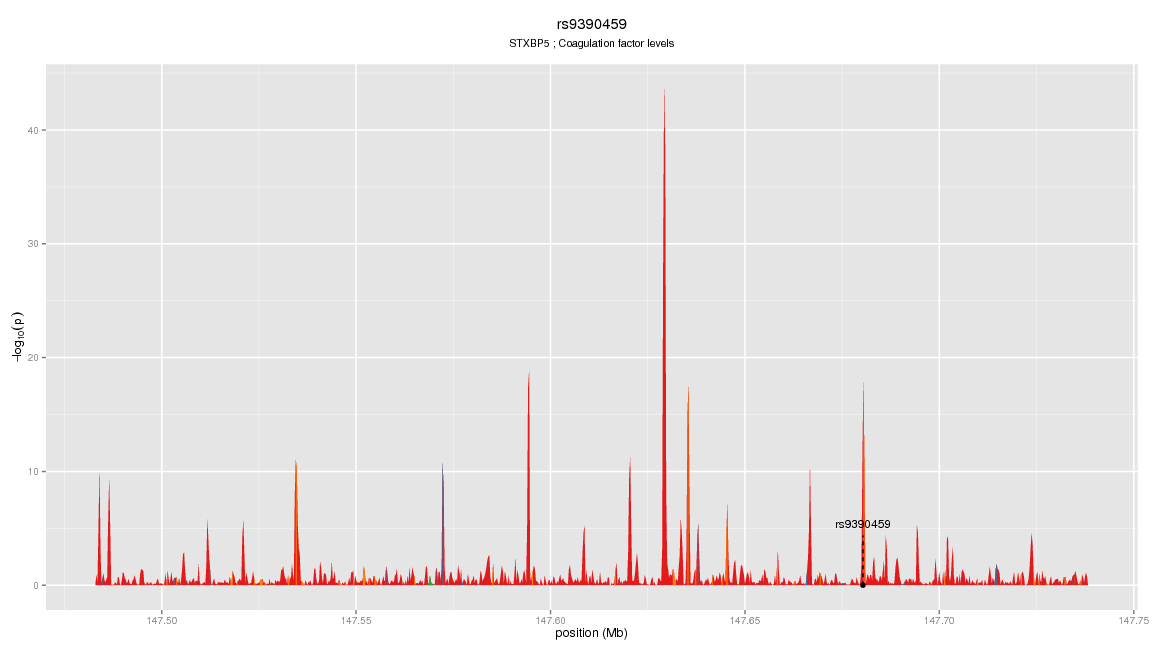 rs9390459
STXBP5 ; Coagulation factor levels
40
30
20
10
0
−log10(p)
rs9390459
147.50 147.55 147.60 147.65 147.70 147.75
position (Mb)